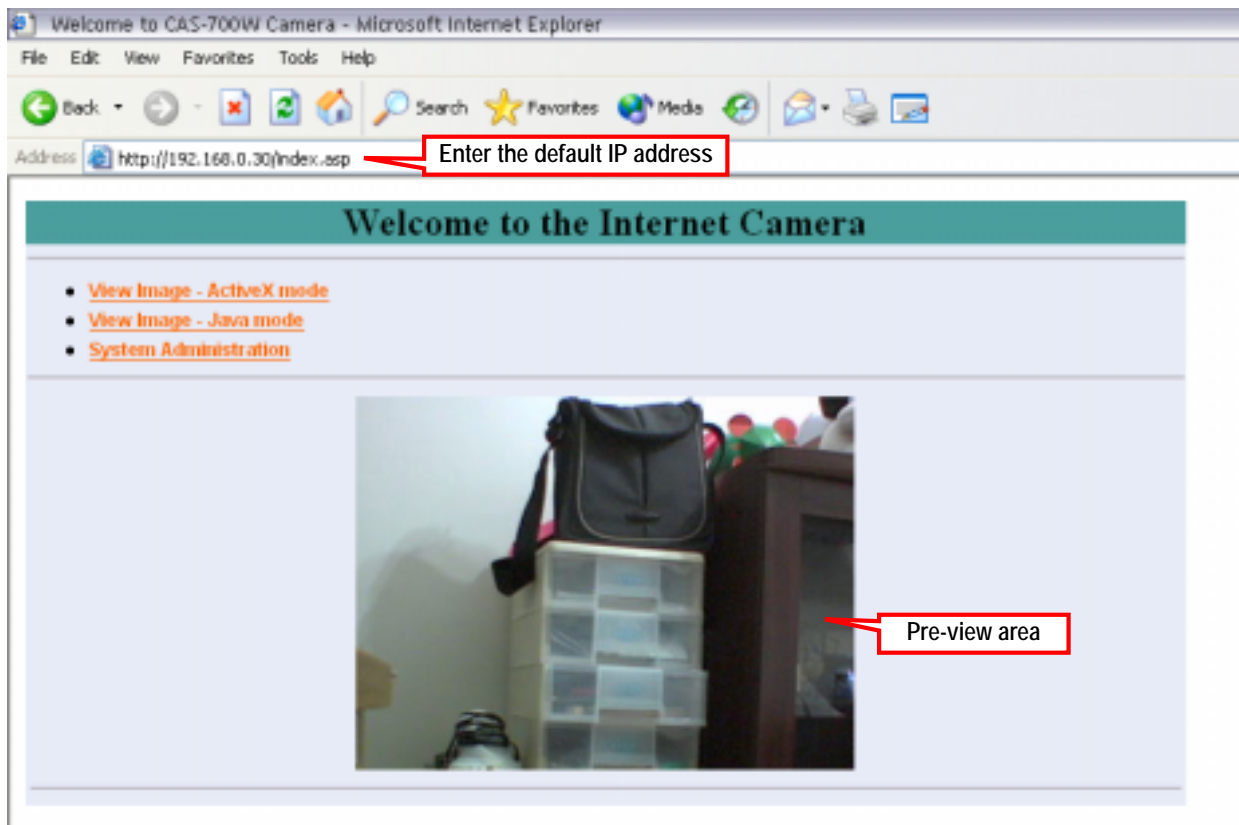 Welcome to CAS-700W Camera - Microsoft Internet Explorer
File Edit View Favorites Tools Help
Back Search Favorites Media
Address http://192.168.0.30/index.asp Enter the default IP address
Welcome to the Internet Camera
View Image - ActiveX mode
View Image - Java mode
System Administration
Pre-view area